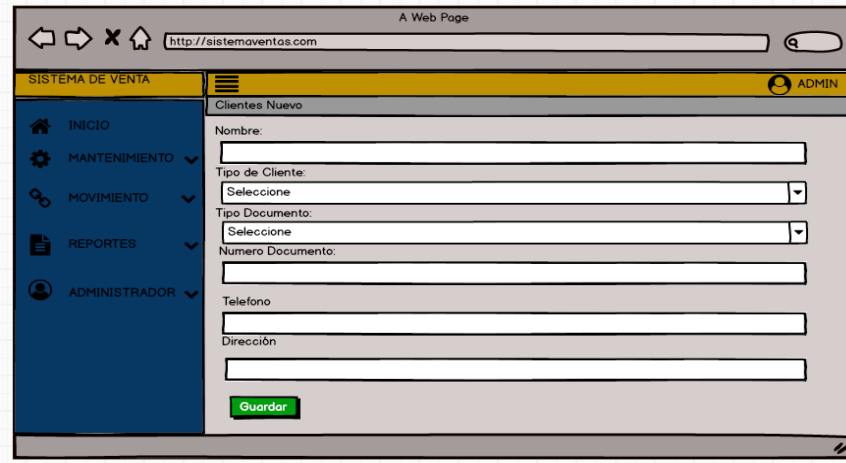 A Web Page
http://sistemaventas.com
SISTEMA DE VENTA
ADMIN
INICIO
MANTENIMIENTO
MOVIMIENTO
REPORTES
ADMINISTRADOR
Clientes Nuevo
Nombre:
Tipo de Cliente:
Seleccione
Tipo Documento:
Seleccione
Numero Documento:
Telefono
Dirección
Guardar